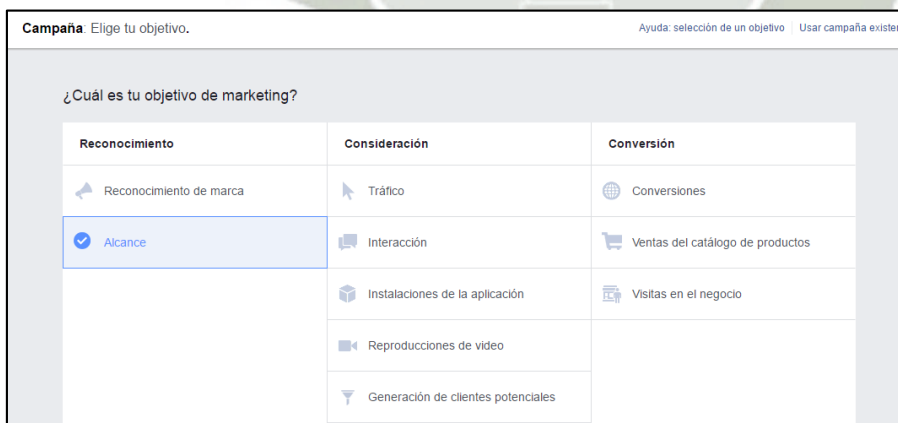 Campaña: Elige tu objetivo.
Ayuda: selección de un objetivo
Usar campaña
¿Cuál es tu objetivo de marketing?
Reconocimiento
Consideración
Conversión
Reconocimiento de marca
Tráfico
Conversiones
Alcance
Interacción
Ventas del catálogo de productos
Instalaciones de la aplicación
Visitas en el negocio
Reproducciones de video
Generación de clientes potenciales